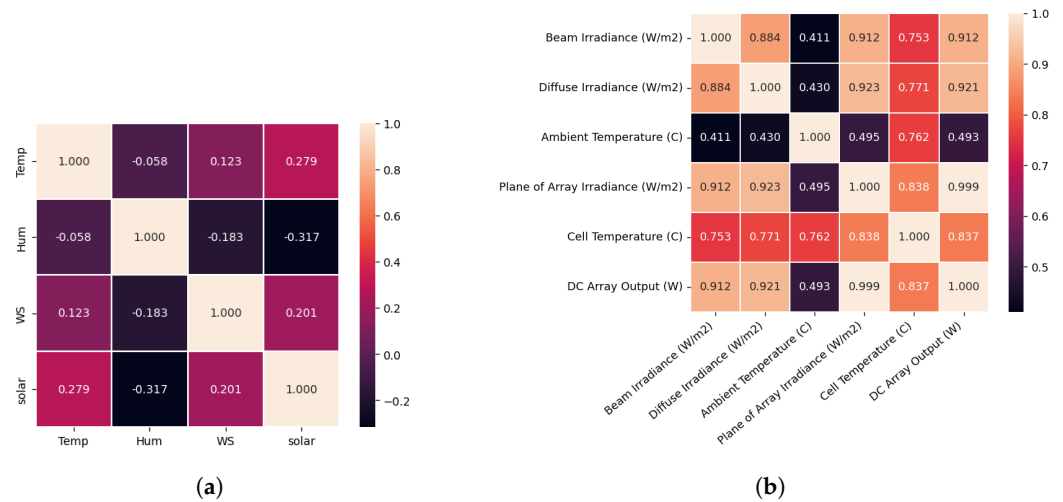 Temp 1.000 -0.058 0.123 0.279
Hum -0.058 1.000 -0.183 -0.317
WS 0.123 -0.183 1.000 0.201
solar 0.279 -0.317 0.201 1.000
Temp Hum WS solar
1.0
0.8
0.6
0.4
0.2
0.0
−0.2
(a)
Beam Irradiance (W/m2) 1.000 0.884 0.411 0.912 0.753 0.912
Diffuse Irradiance (W/m2) 0.884 1.000 0.430 0.923 0.771 0.921
Ambient Temperature (C) 0.411 0.430 1.000 0.495 0.762 0.493
Plane of Array Irradiance (W/m2) 0.912 0.923 0.495 1.000 0.838 0.999
Cell Temperature (C) 0.753 0.771 0.762 0.838 1.000 0.837
DC Array Output (W) 0.912 0.921 0.493 0.999 0.837 1.000
Beam Irradiance (W/m2)
Diffuse Irradiance (W/m2)
Ambient Temperature (C)
Plane of Array Irradiance (W/m2)
Cell Temperature (C)
DC Array Output (W)
1.0
0.9
0.8
0.7
0.6
0.5
(b)